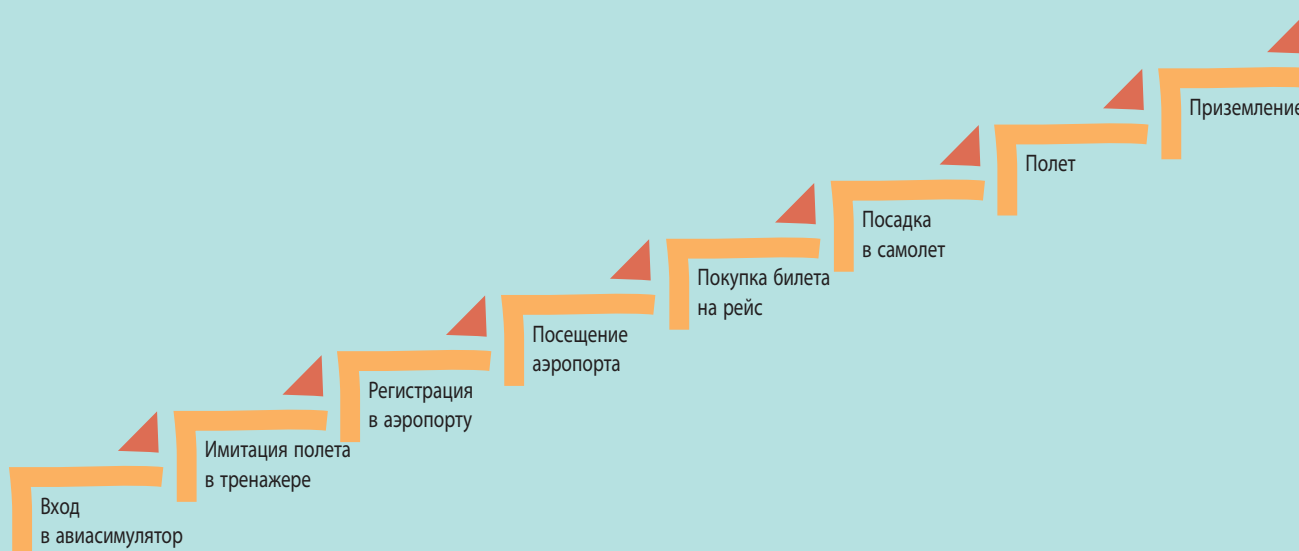 Приземление
Полет
Посадка
в самолет
Покупка билета
на рейс
Посещение
аэропорта
Регистрация
в аэропорту
Имитация полета
в тренажере
Вход
в авиасимулятор